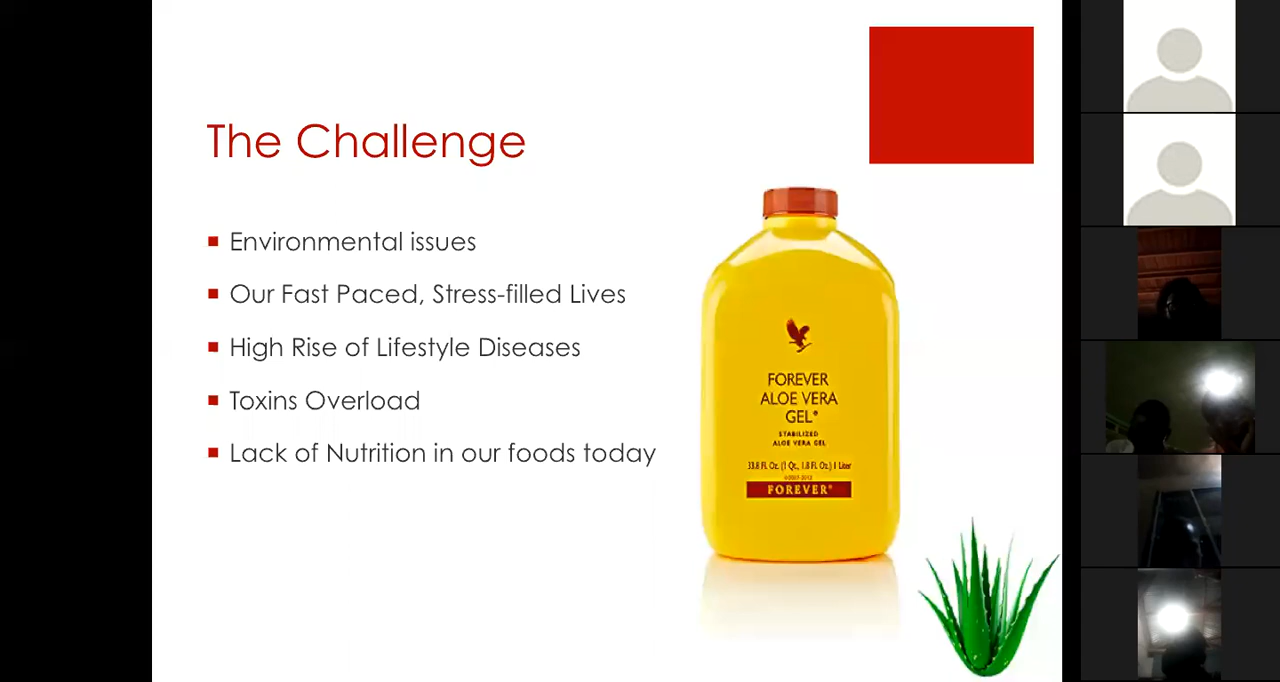 The Challenge
Environmental issues
Our Fast Paced, Stress-filled Lives
High Rise of Lifestyle Diseases
Toxins Overload
Lack of Nutrition in our foods today
FOREVER
ALOE VERA
GEL®
STABILIZED
ALOE VERA GEL
33.8 Fl. Oz. (1 Qt., 1.8 Fl. Oz.) 1 Liter
FOREVER®